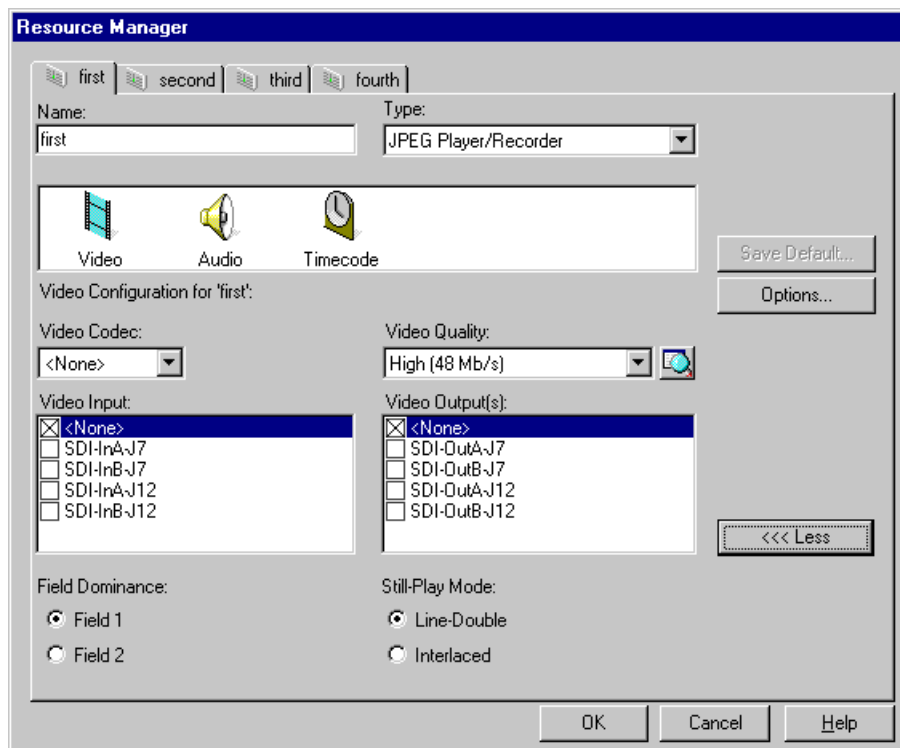 Resource Manager
first second third fourth
Name: Type:
first JPEG Player/Recorder
Video Audio Timecode
Save Default...
Video Configuration for 'first':
Options...
Video Codec: Video Quality:
<None> High (48 Mb/s)
Video Input: Video Output(s):
<None> <None>
SDI-InA-J7 SDI-OutA-J7
SDI-InB-J7 SDI-OutB-J7
SDI-InA-J12 SDI-OutA-J12
SDI-InB-J12 SDI-OutB-J12
<<< Less
Field Dominance: Still-Play Mode:
Field 1 Line-Double
Field 2 Interlaced
OK Cancel Help